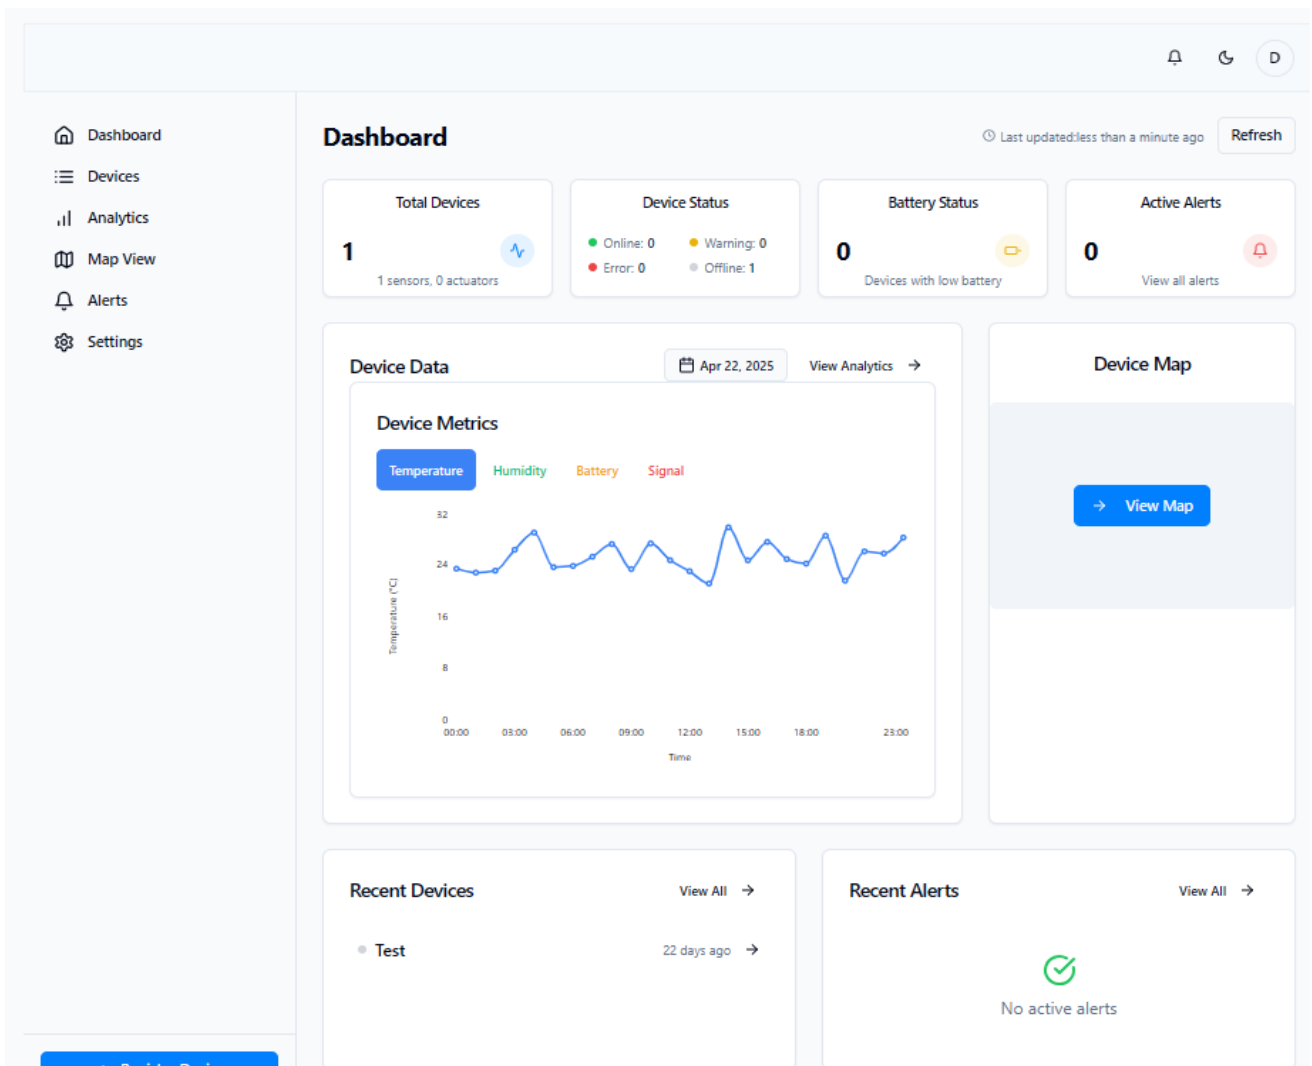 D
Dashboard
Devices
Analytics
Map View
Alerts
Settings
Dashboard
Last updated:less than a minute ago
Refresh
Total Devices
1
1 sensors, 0 actuators
Device Status
Online: 0
Warning: 0
Error: 0
Offline: 1
Battery Status
0
Devices with low battery
Active Alerts
0
View all alerts
Device Data
Apr 22, 2025
View Analytics
Device Metrics
Temperature
Humidity
Battery
Signal
32
24
16
8
0
Temperature (°C)
00:00
03:00
06:00
09:00
12:00
15:00
18:00
23:00
Time
Device Map
View Map
Recent Devices
View All
Test
22 days ago
Recent Alerts
View All
No active alerts